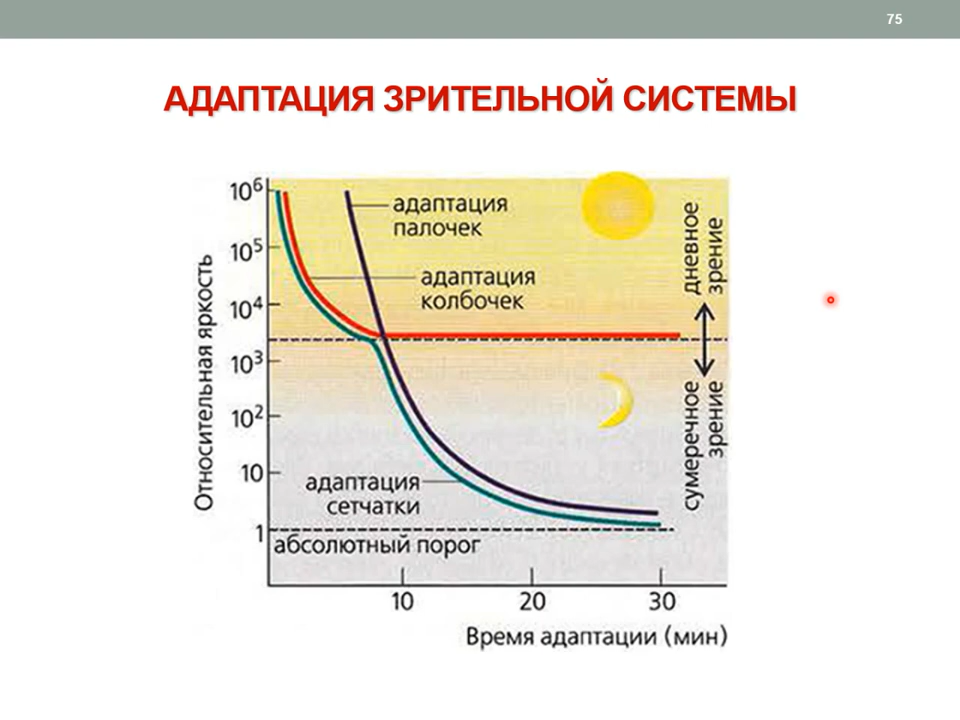 75
АДАПТАЦИЯ ЗРИТЕЛЬНОЙ СИСТЕМЫ
Относительная яркость
10⁶
10⁵
10⁴
10³
10²
10
1
адаптация
палочек
адаптация
колбочек
адаптация
сетчатки
абсолютный порог
дневное
зрение
сумеречное
зрение
10 20 30
Время адаптации (мин)